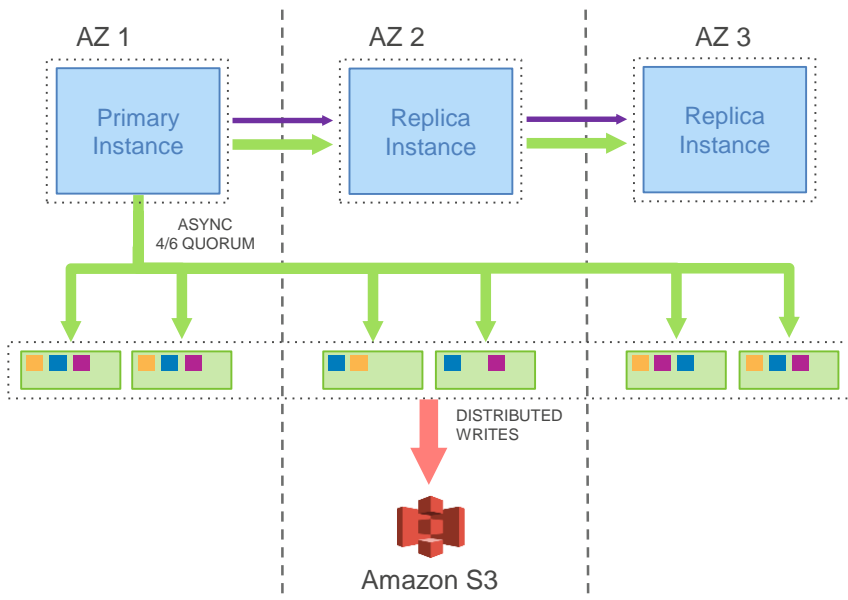 AZ 1
AZ 2
AZ 3
Primary
Instance
Replica
Instance
Replica
Instance
ASYNC
4/6 QUORUM
DISTRIBUTED
WRITES
Amazon S3